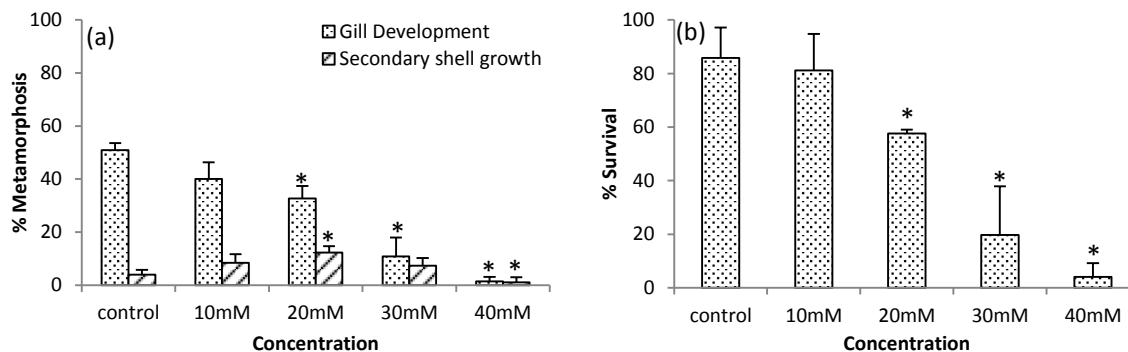 (a)
Gill Development
Secondary shell growth
% Metamorphosis
100
80
60
40
20
0
*
*
*
* *
control 10mM 20mM 30mM 40mM
Concentration
(b)
% Survival
100
80
60
40
20
0
*
*
*
control 10mM 20mM 30mM 40mM
Concentration